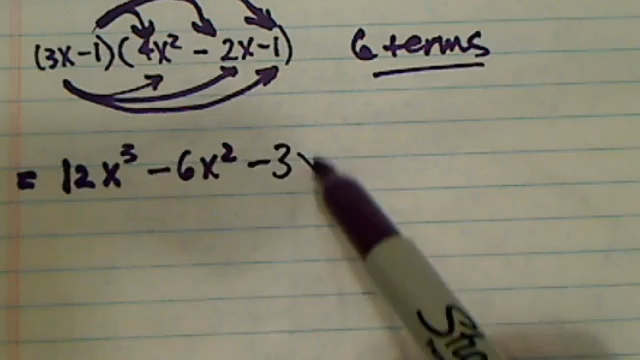 (3x-1)(4x² - 2x-1) 6 terms
= 12x³ - 6x² - 3